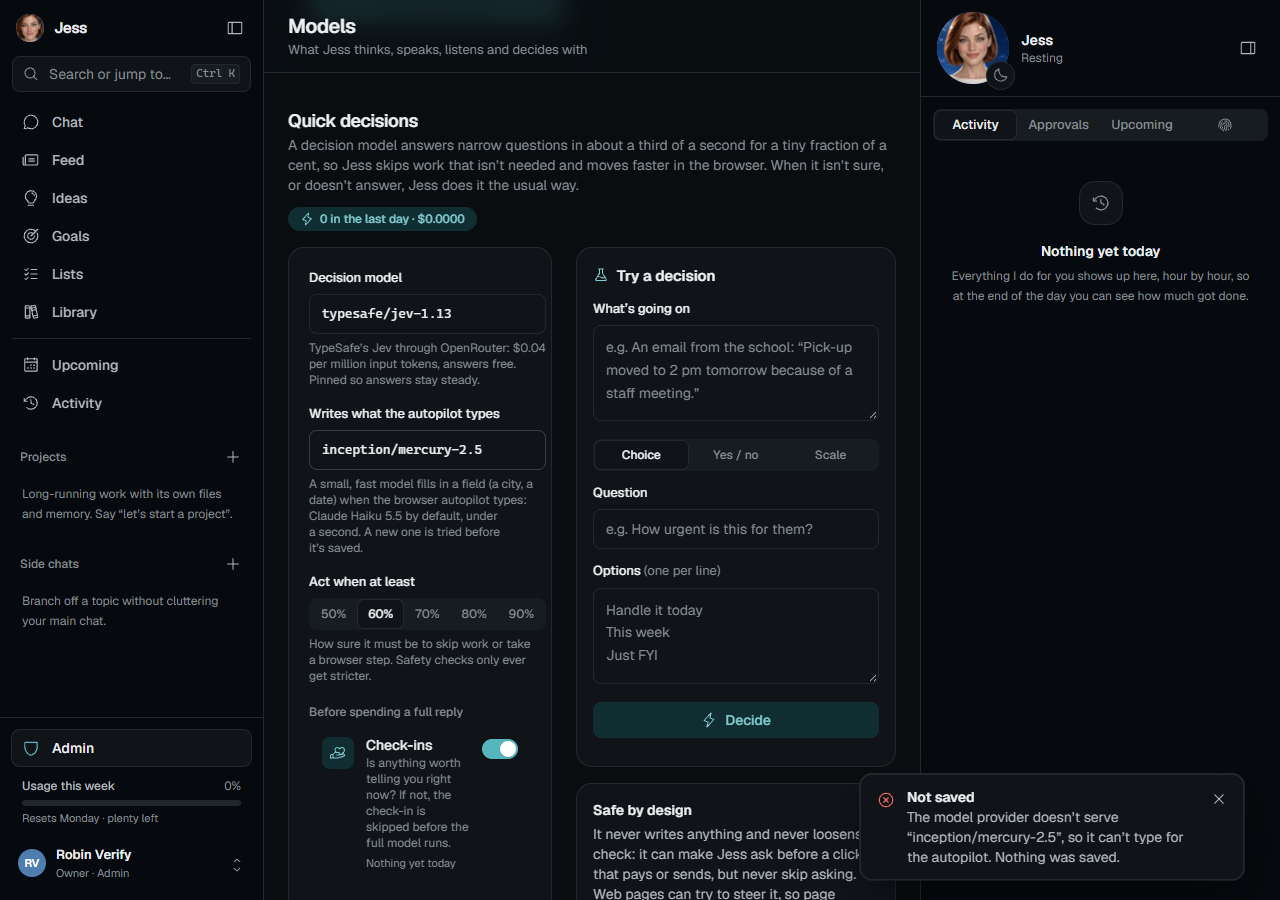 Jess
Search or jump to…
Ctrl K
Chat
Feed
Ideas
Goals
Lists
Library
Upcoming
Activity
Projects
Long-running work with its own files
and memory. Say “let’s start a project”.
Side chats
Branch off a topic without cluttering
your main chat.
Admin
Usage this week
0%
Resets Monday · plenty left
RV
Robin Verify
Owner · Admin
Models
What Jess thinks, speaks, listens and decides with
Quick decisions
A decision model answers narrow questions in about a third of a second for a tiny fraction of a
cent, so Jess skips work that isn’t needed and moves faster in the browser. When it isn’t sure,
or doesn’t answer, Jess does it the usual way.
0 in the last day · $0.0000
Decision model
typesafe/jev-1.13
TypeSafe’s Jev through OpenRouter: $0.04
per million input tokens, answers free.
Pinned so answers stay steady.
Writes what the autopilot types
inception/mercury-2.5
A small, fast model fills in a field (a city, a
date) when the browser autopilot types:
Claude Haiku 5.5 by default, under
a second. A new one is tried before
it’s saved.
Act when at least
50%
60%
70%
80%
90%
How sure it must be to skip work or take
a browser step. Safety checks only ever
get stricter.
Before spending a full reply
Check-ins
Is anything worth
telling you right
now? If not, the
check-in is
skipped before the
full model runs.
Nothing yet today
Try a decision
What’s going on
e.g. An email from the school: “Pick-up
moved to 2 pm tomorrow because of a
staff meeting.”
Choice
Yes / no
Scale
Question
e.g. How urgent is this for them?
Options (one per line)
Handle it today
This week
Just FYI
Decide
Safe by design
It never writes anything and never loosens
check: it can make Jess ask before a click
that pays or sends, but never skip asking.
Web pages can try to steer it, so page
Jess
Resting
Activity
Approvals
Upcoming
Nothing yet today
Everything I do for you shows up here, hour by hour, so
at the end of the day you can see how much got done.
Not saved
The model provider doesn’t serve
“inception/mercury-2.5”, so it can’t type for
the autopilot. Nothing was saved.